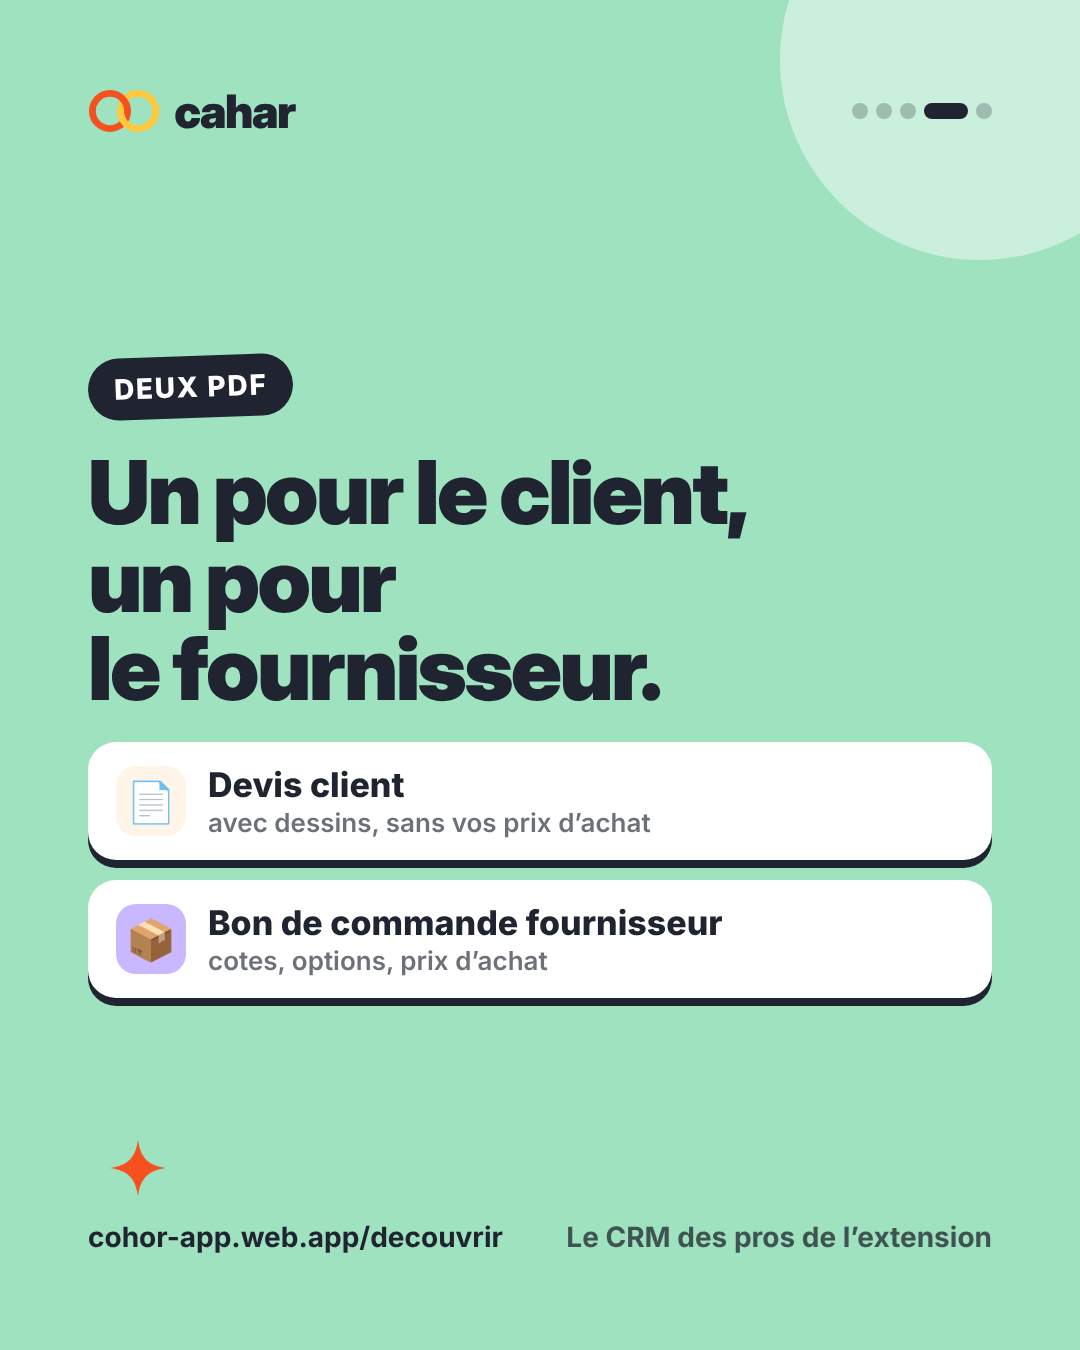 cahar
DEUX PDF
Un pour le client,
un pour
le fournisseur.
Devis client
avec dessins, sans vos prix d’achat
Bon de commande fournisseur
cotes, options, prix d’achat
cohor-app.web.app/decouvrir
Le CRM des pros de l’extension